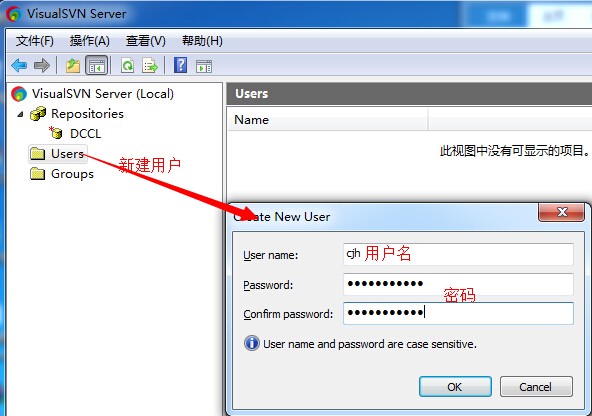 VisualSVN Server
文件(F) 操作(A) 查看(V) 帮助(H)
VisualSVN Server (Local)
Repositories
DCCL
Users
Groups
新建用户
Users
Name
此视图中没有可显示的项目。
Create New User
User name: cjh 用户名
Password: ●●●●●●●●●●●
密码
Confirm password: ●●●●●●●●●●●
User name and password are case sensitive.
OK Cancel